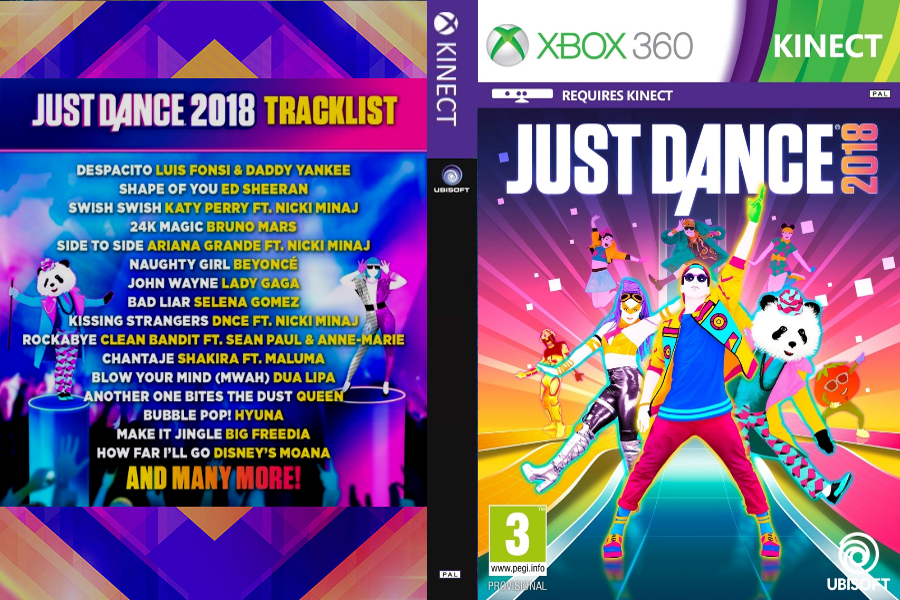 JUST DANCE 2018 TRACKLIST
DESPACITO LUIS FONSI & DADDY YANKEE
SHAPE OF YOU ED SHEERAN
SWISH SWISH KATY PERRY FT. NICKI MINAJ
24K MAGIC BRUNO MARS
SIDE TO SIDE ARIANA GRANDE FT. NICKI MINAJ
NAUGHTY GIRL BEYONCÉ
JOHN WAYNE LADY GAGA
BAD LIAR SELENA GOMEZ
KISSING STRANGERS DNCE FT. NICKI MINAJ
ROCKABYE CLEAN BANDIT FT. SEAN PAUL & ANNE-MARIE
CHANTAJE SHAKIRA FT. MALUMA
BLOW YOUR MIND (MWAH) DUA LIPA
ANOTHER ONE BITES THE DUST QUEEN
BUBBLE POP! HYUNA
MAKE IT JINGLE BIG FREEDIA
HOW FAR I'LL GO DISNEY'S MOANA
AND MANY MORE!
KINECT
UBISOFT
PAL
XBOX 360
KINECT
REQUIRES KINECT
PAL
JUST DANCE 2018
3
www.pegi.info
PROVISIONAL
UBISOFT